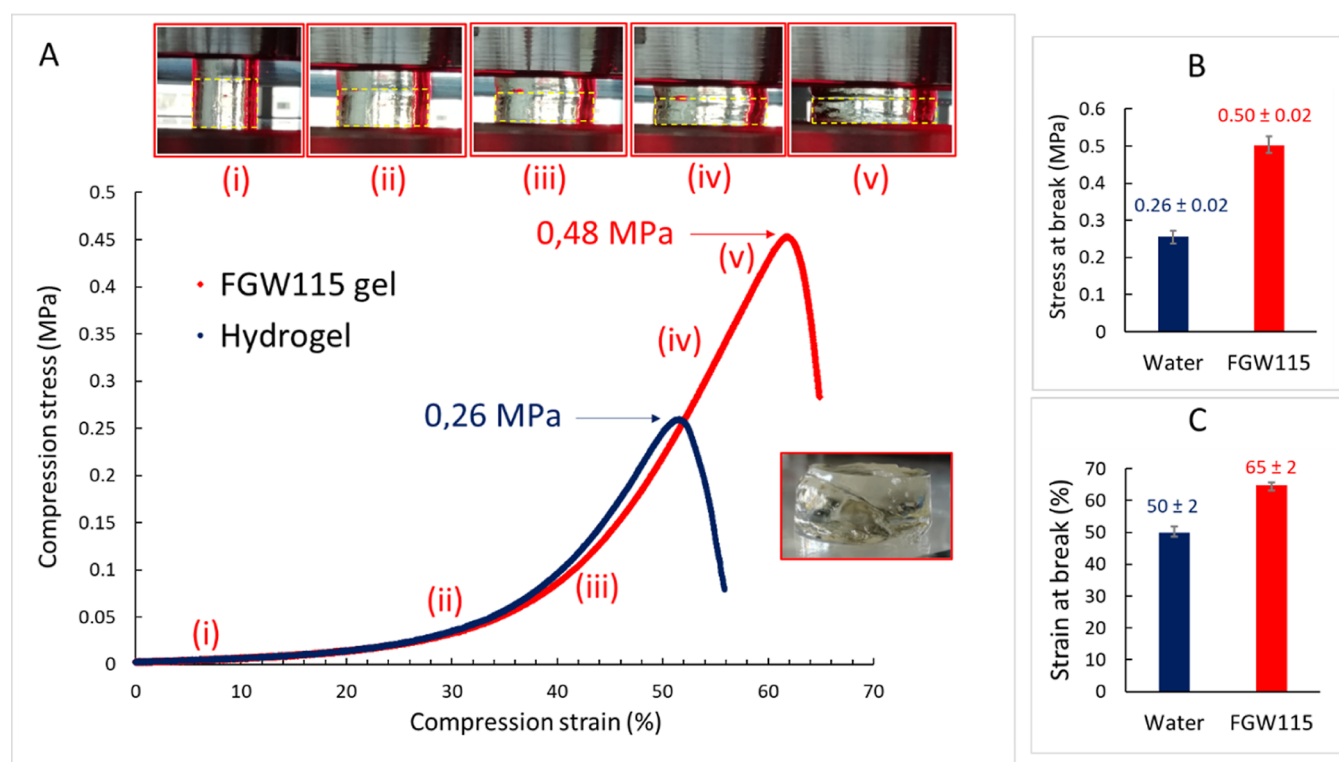 A
(i)
(ii)
(iii)
(iv)
(v)
0.5
0.45
0.4
0.35
0.3
0.25
0.2
0.15
0.1
0.05
0
Compression stress (MPa)
0,48 MPa
(v)
FGW115 gel
Hydrogel
(iv)
0,26 MPa
(iii)
(ii)
(i)
0 10 20 30 40 50 60 70
Compression strain (%)
B
0.6
0.5
0.4
0.3
0.2
0.1
0
Stress at break (MPa)
0.26 ± 0.02
0.50 ± 0.02
Water FGW115
C
70
60
50
40
30
20
10
0
Strain at break (%)
50 ± 2
65 ± 2
Water FGW115